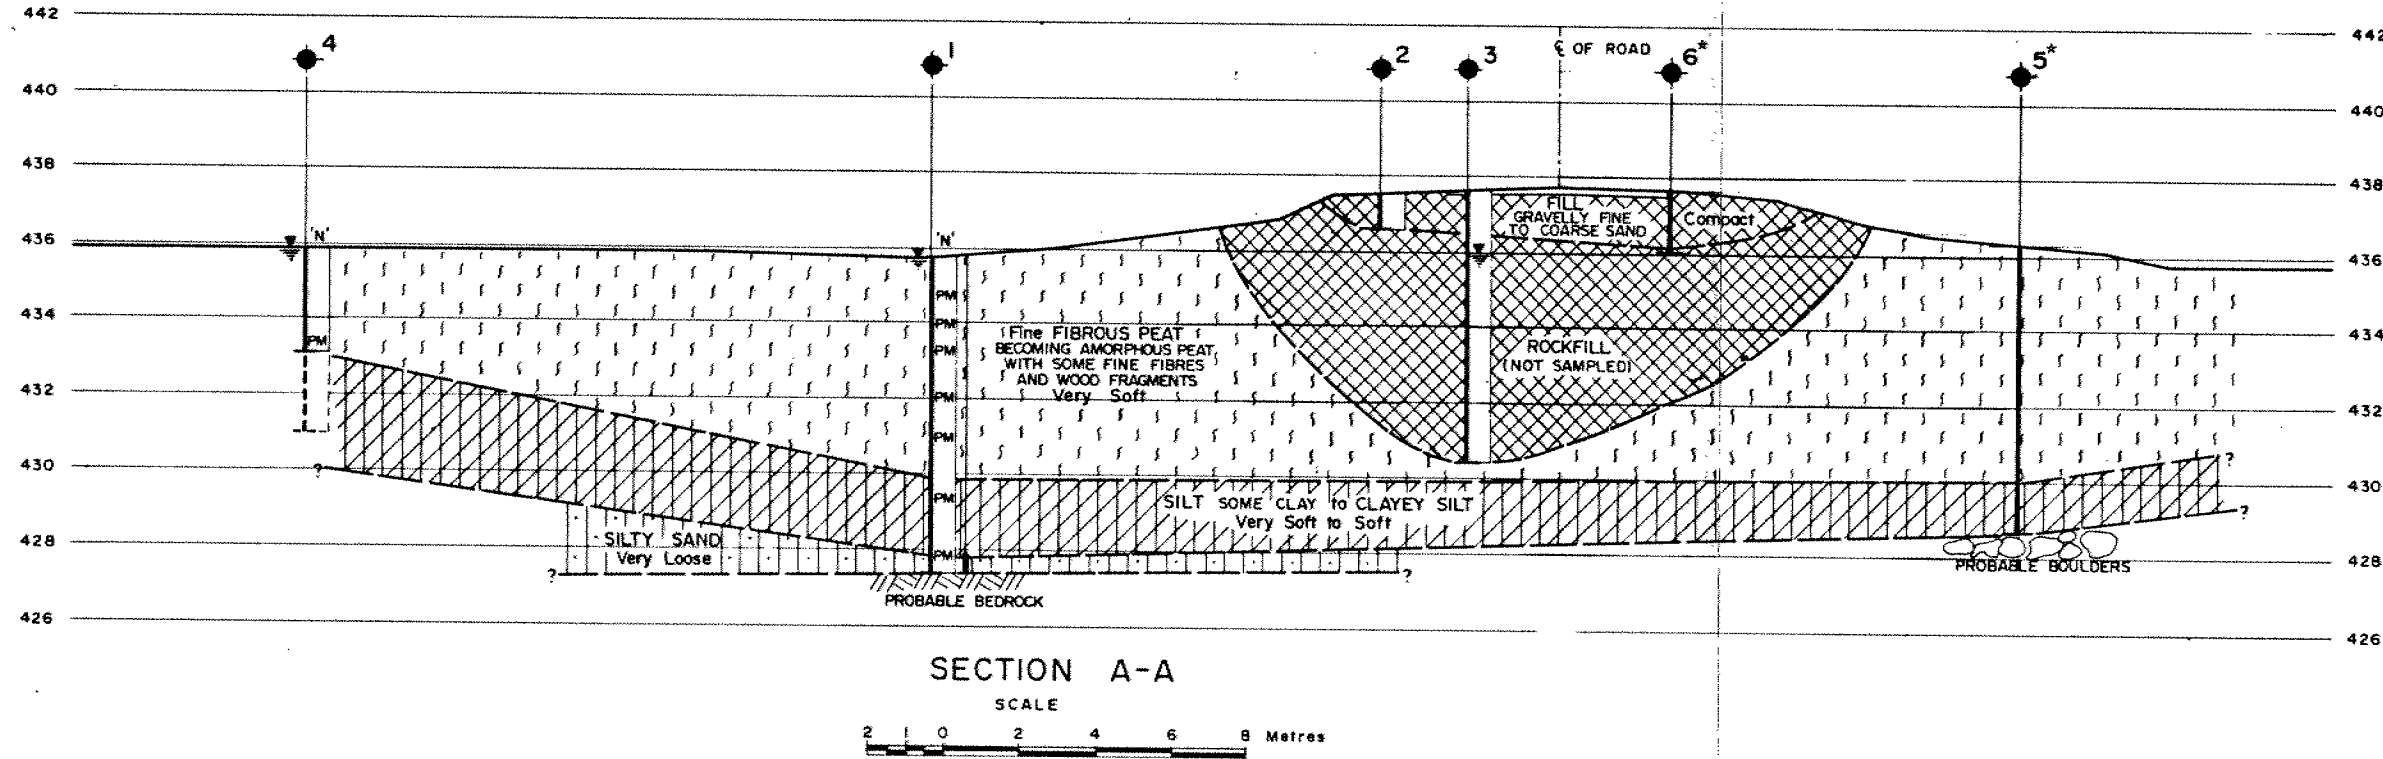 442
442
4
1
2
3
℄ OF ROAD
6*
5*
440
440
438
438
FILL
GRAVELLY FINE
TO COARSE SAND
Compact
436
'N'
'N'
436
PM
434
PM
434
Fine FIBROUS PEAT
BECOMING AMORPHOUS PEAT
WITH SOME FINE FIBRES
AND WOOD FRAGMENTS
Very Soft
PM
PM
ROCKFILL
(NOT SAMPLED)
432
PM
432
PM
430
?
?
430
PM
SILT SOME CLAY to CLAYEY SILT
Very Soft to Soft
?
428
SILTY SAND
Very Loose
PM
428
?
?
PROBABLE BOULDERS
PROBABLE BEDROCK
426
426
SECTION A-A
SCALE
2 1 0 2 4 6 8 Metres